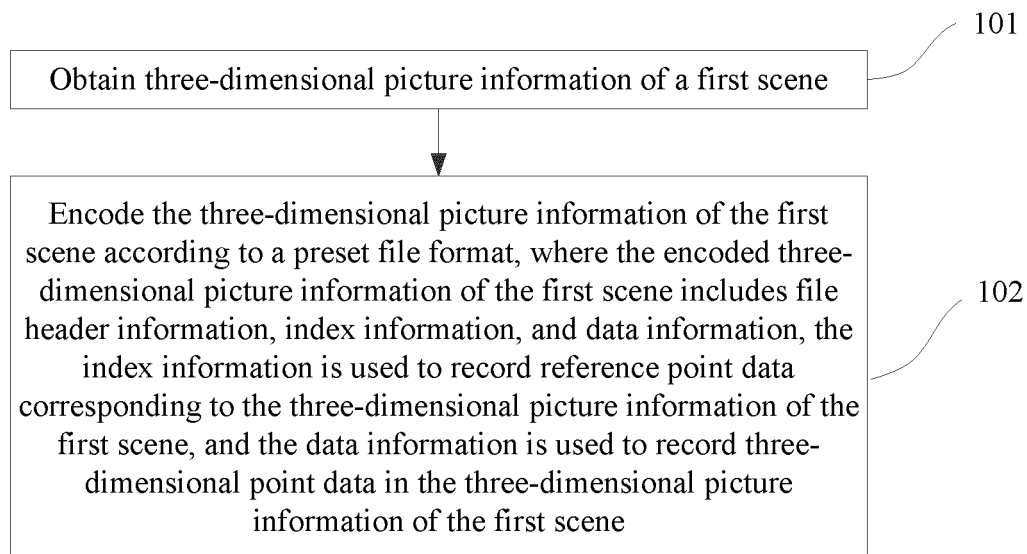 101
Obtain three-dimensional picture information of a first scene
Encode the three-dimensional picture information of the first
scene according to a preset file format, where the encoded three-
dimensional picture information of the first scene includes file
header information, index information, and data information, the
index information is used to record reference point data
corresponding to the three-dimensional picture information of the
first scene, and the data information is used to record three-
dimensional point data in the three-dimensional picture
information of the first scene
102